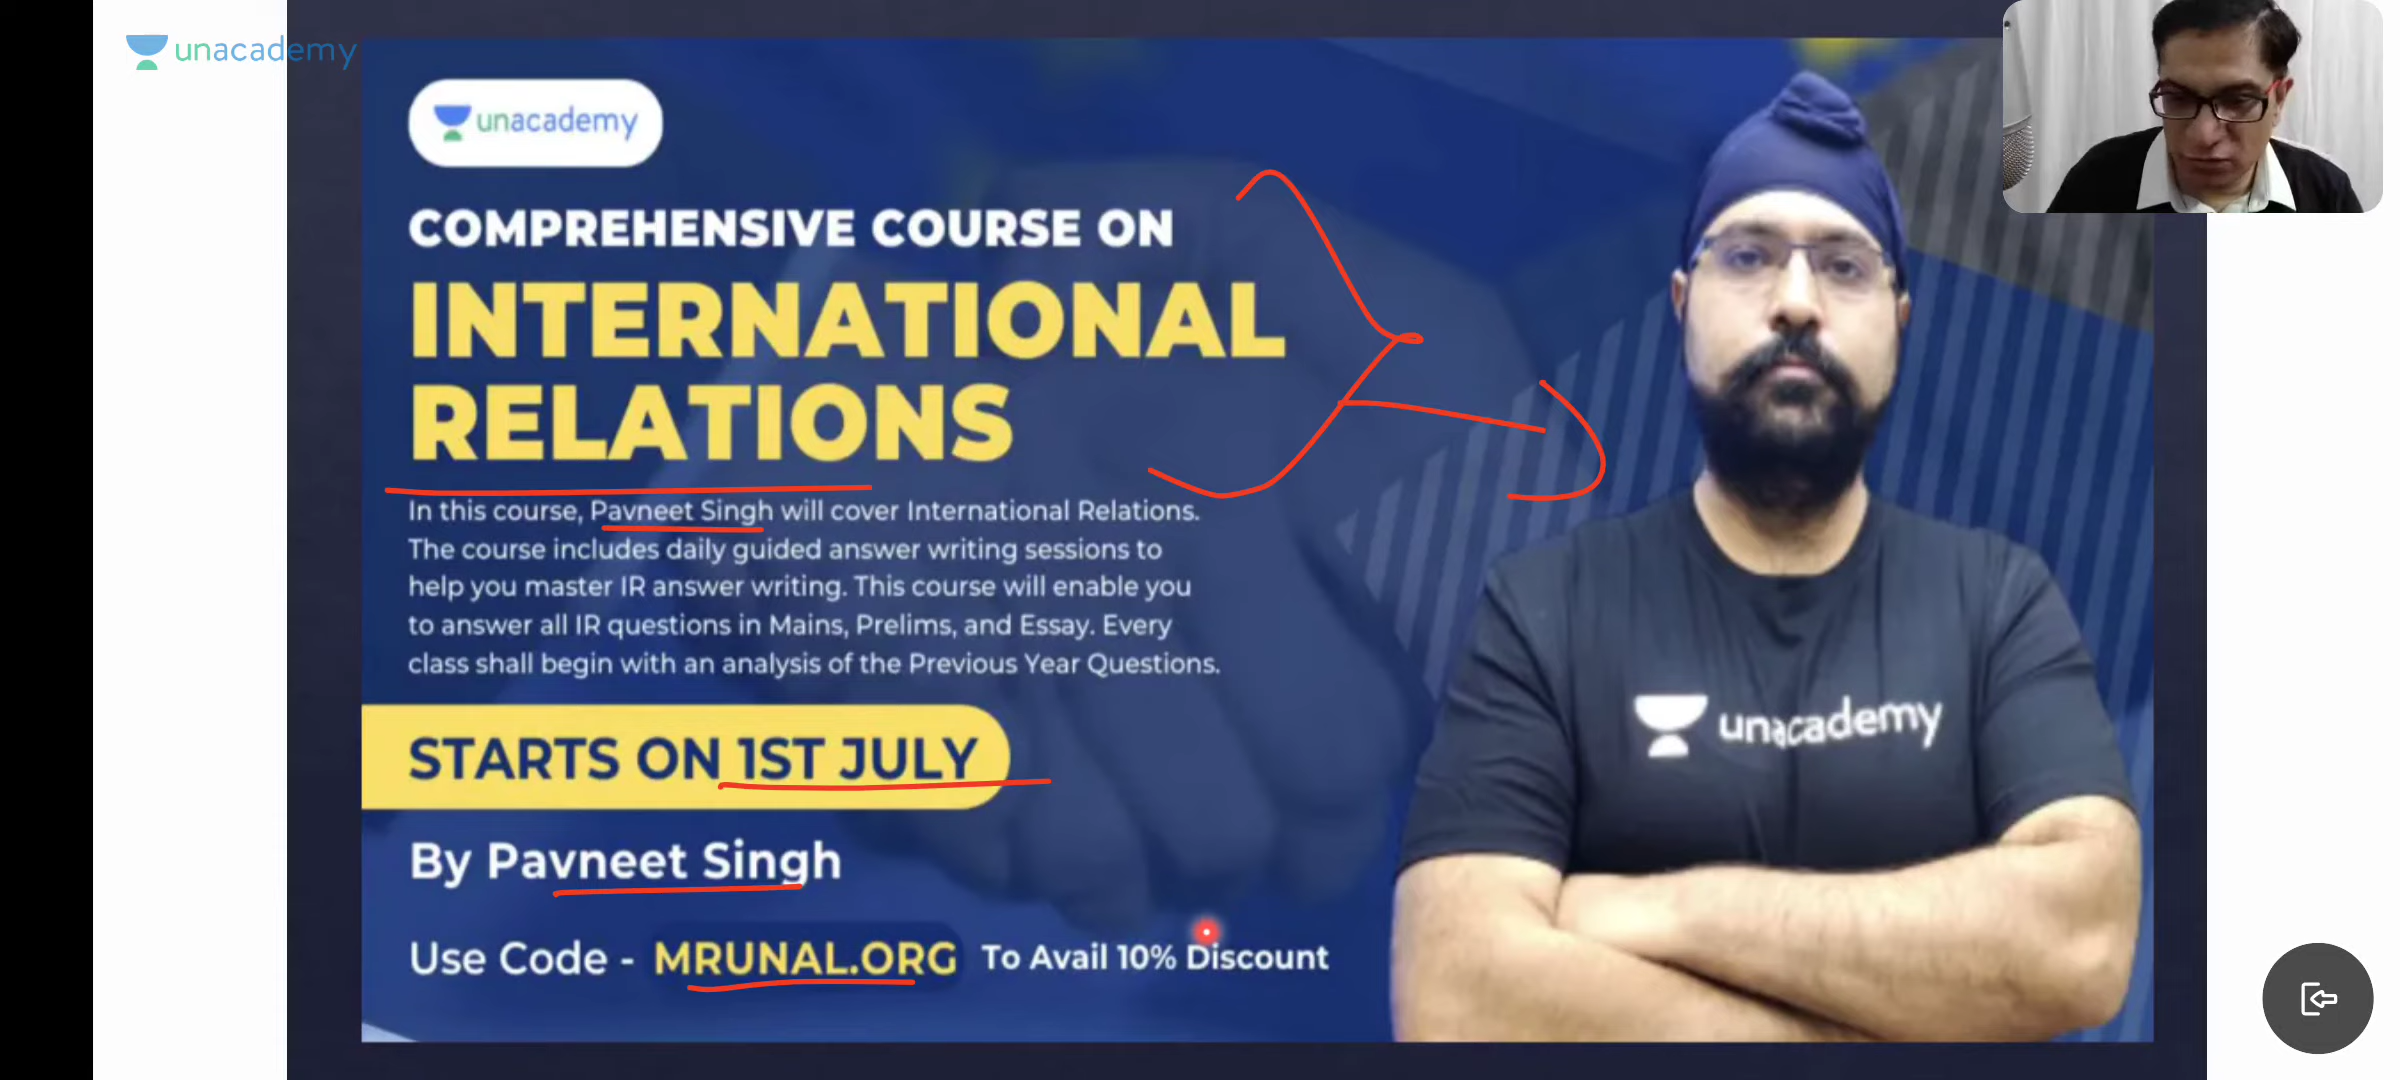 unacademy
unacademy
COMPREHENSIVE COURSE ON
INTERNATIONAL
RELATIONS
In this course, Pavneet Singh will cover International Relations.
The course includes daily guided answer writing sessions to
help you master IR answer writing. This course will enable you
to answer all IR questions in Mains, Prelims, and Essay. Every
class shall begin with an analysis of the Previous Year Questions.
unacademy
STARTS ON 1ST JULY
By Pavneet Singh
Use Code - MRUNAL.ORG To Avail 10% Discount